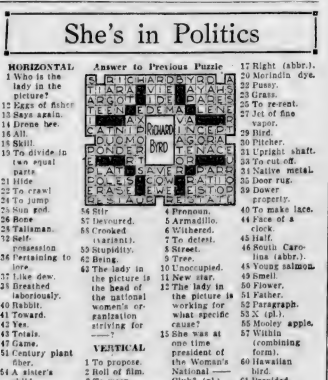 She's in Politics
HORIZONTAL
1 Who is the
lady in the
picture?
12 Eggs of fisher
13 Says again.
14 Drone bee.
16 All.
18 Skill.
19 To divide in
two equal
parts.
21 Hide
22 To crawl
24 To jump
25 Sun god.
26 Bone
28 Talisman.
32 Self-
possession
36 Pertaining to
lore.
37 Like dew.
38 Breathed
laboriously.
40 Rabbit.
41 Toward.
42 Yes.
43 Totals.
47 Game.
51 Century plant
fiber.
54 A sister's
Answer to Previous Puzzle
RICHARD
BYRD
56 Stir
57 Devoured.
58 Crooked
(variant).
59 Stupidity.
62 Being.
63 The lady in
the picture is
the head of
the national
women's or-
ganization
striving for
VERTICAL
1 To propose.
2 Roll of film.
4 Pronoun.
5 Armadillo.
6 Withered.
7 To detest.
8 Street.
9 Tree.
10 Unoccupied.
11 New star.
12 The lady in
the picture is
working for
what specific
cause?
15 She was at
one time
president of
the Woman's
National
17 Right (abbr.).
20 Morindin dye.
22 Pussy.
23 Grass.
25 To re-rent.
27 Jet of fine
vapor.
29 Bird.
30 Pitcher.
31 Upright shaft.
33 To cut off.
34 Native metal.
35 Door rug.
39 Dower
property.
40 To make lace.
44 Face of a
clock.
45 Half.
46 South Caro-
lina (abbr.).
48 Young salmon.
49 Smell.
50 Flower.
51 Father.
52 Paragraph.
53 X (pl.).
55 Mooley apple.
57 Within
(combining
form).
60 Hawaiian
bird.